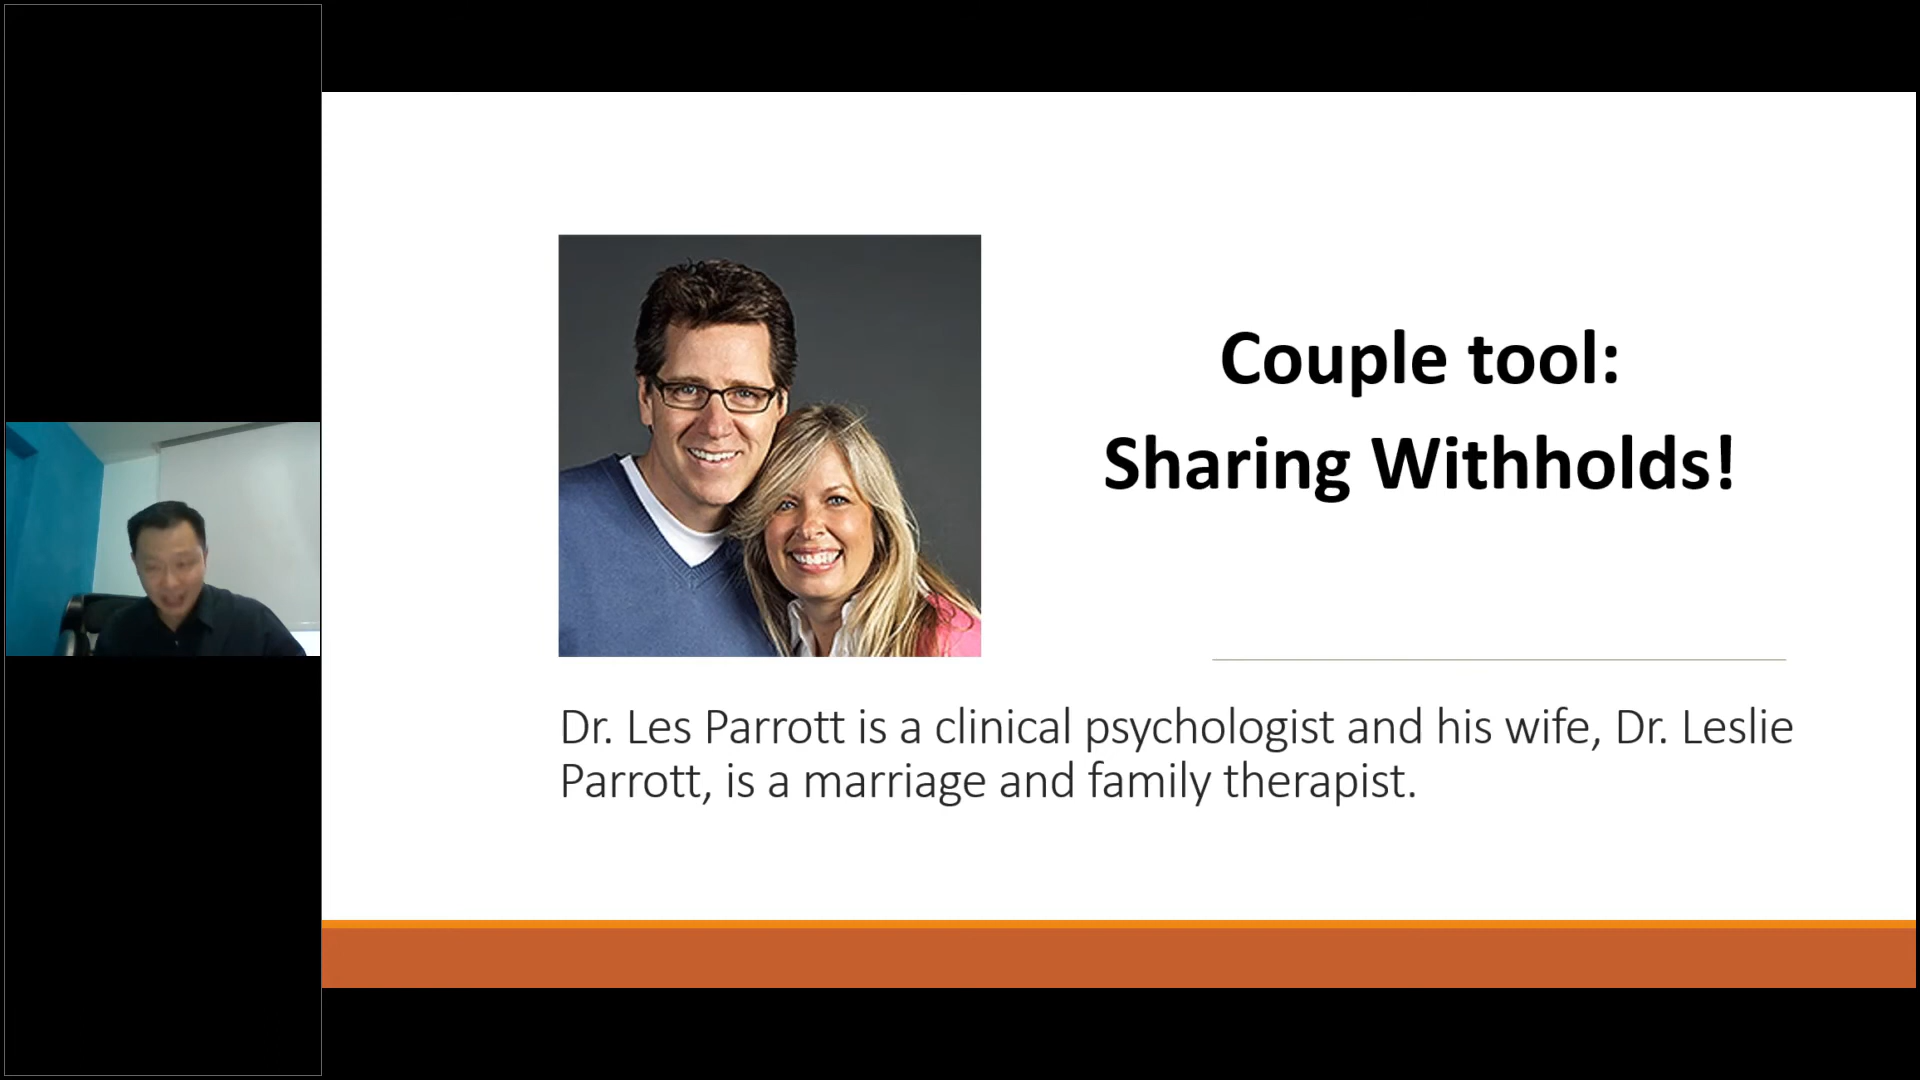 Couple tool:
Sharing Withholds!
Dr. Les Parrott is a clinical psychologist and his wife, Dr. Leslie
Parrott, is a marriage and family therapist.